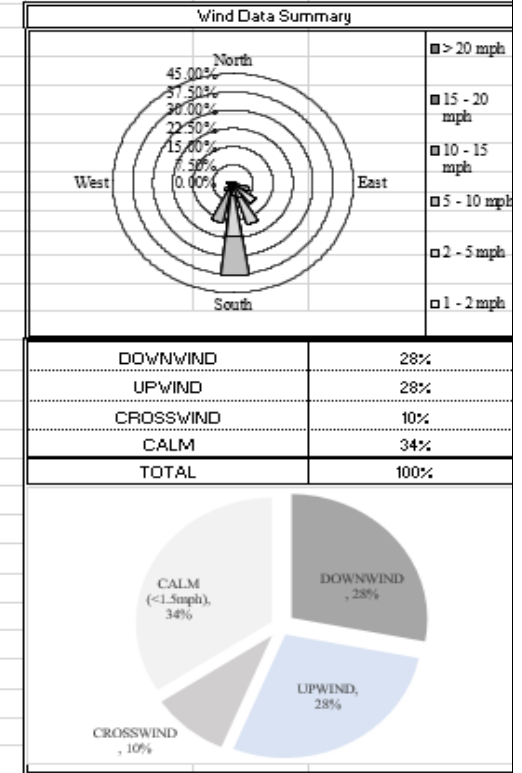 Wind Data Summary
North
45.00%
37.50%
30.00%
22.50%
15.00%
7.50%
0.00%
West
East
South
> 20 mph
15 - 20
mph
10 - 15
mph
5 - 10 mph
2 - 5 mph
1 - 2 mph
DOWNWIND 28%
UPWIND 28%
CROSSWIND 10%
CALM 34%
TOTAL 100%
CALM
(<1.5mph),
34%
DOWNWIND
, 28%
UPWIND,
28%
CROSSWIND
, 10%